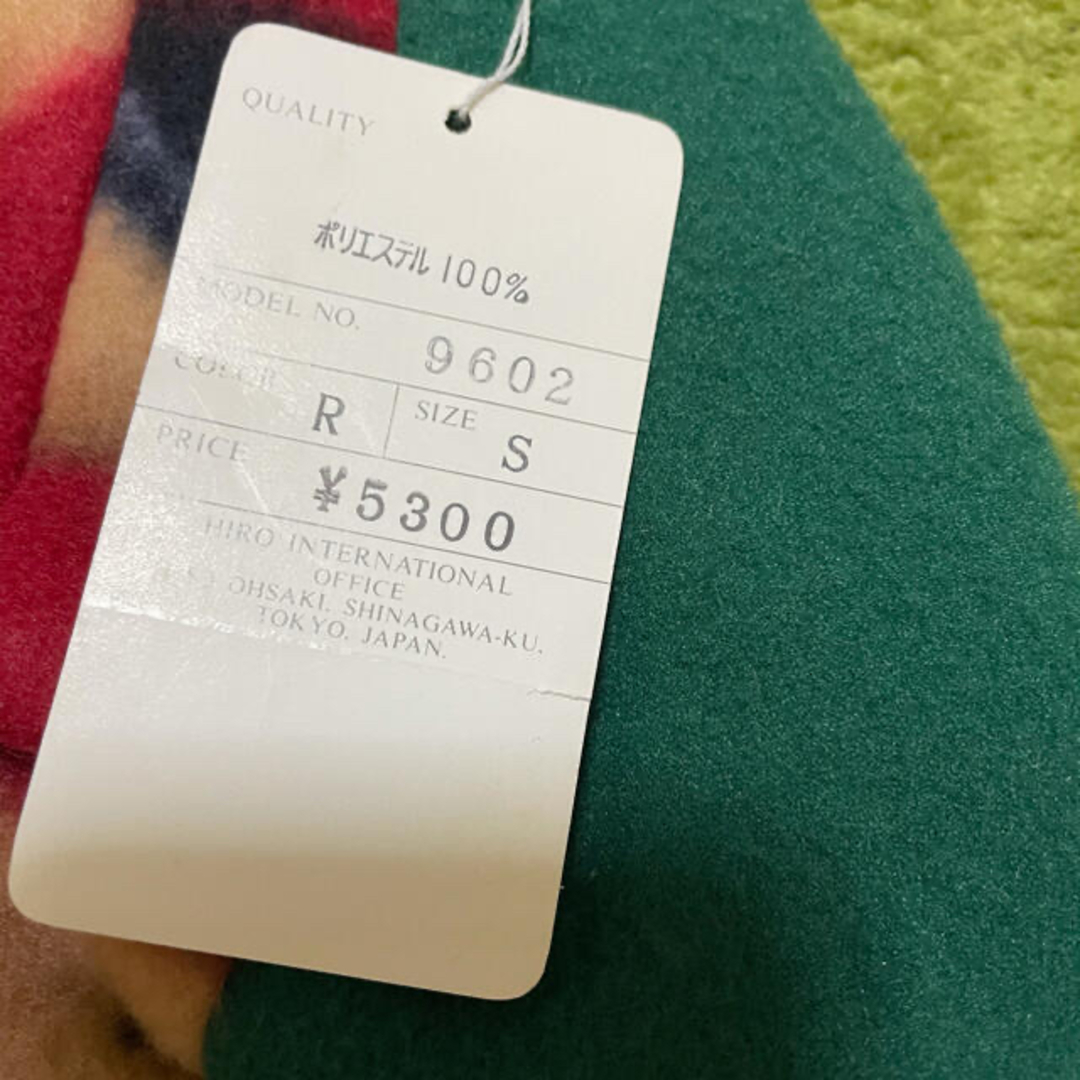 QUALITY
ポリエステル 100%
MODEL NO. 9602
COLOR R SIZE S
PRICE ¥5300
HIRO INTERNATIONAL
OFFICE
OHSAKI. SHINAGAWA-KU,
TOKYO. JAPAN.